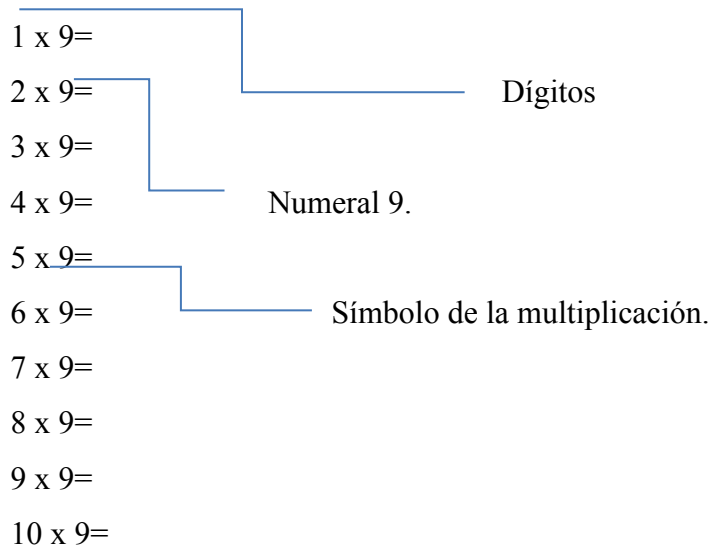 1 x 9=
2 x 9=
Dígitos
3 x 9=
4 x 9=
Numeral 9.
5 x 9=
6 x 9=
Símbolo de la multiplicación.
7 x 9=
8 x 9=
9 x 9=
10 x 9=